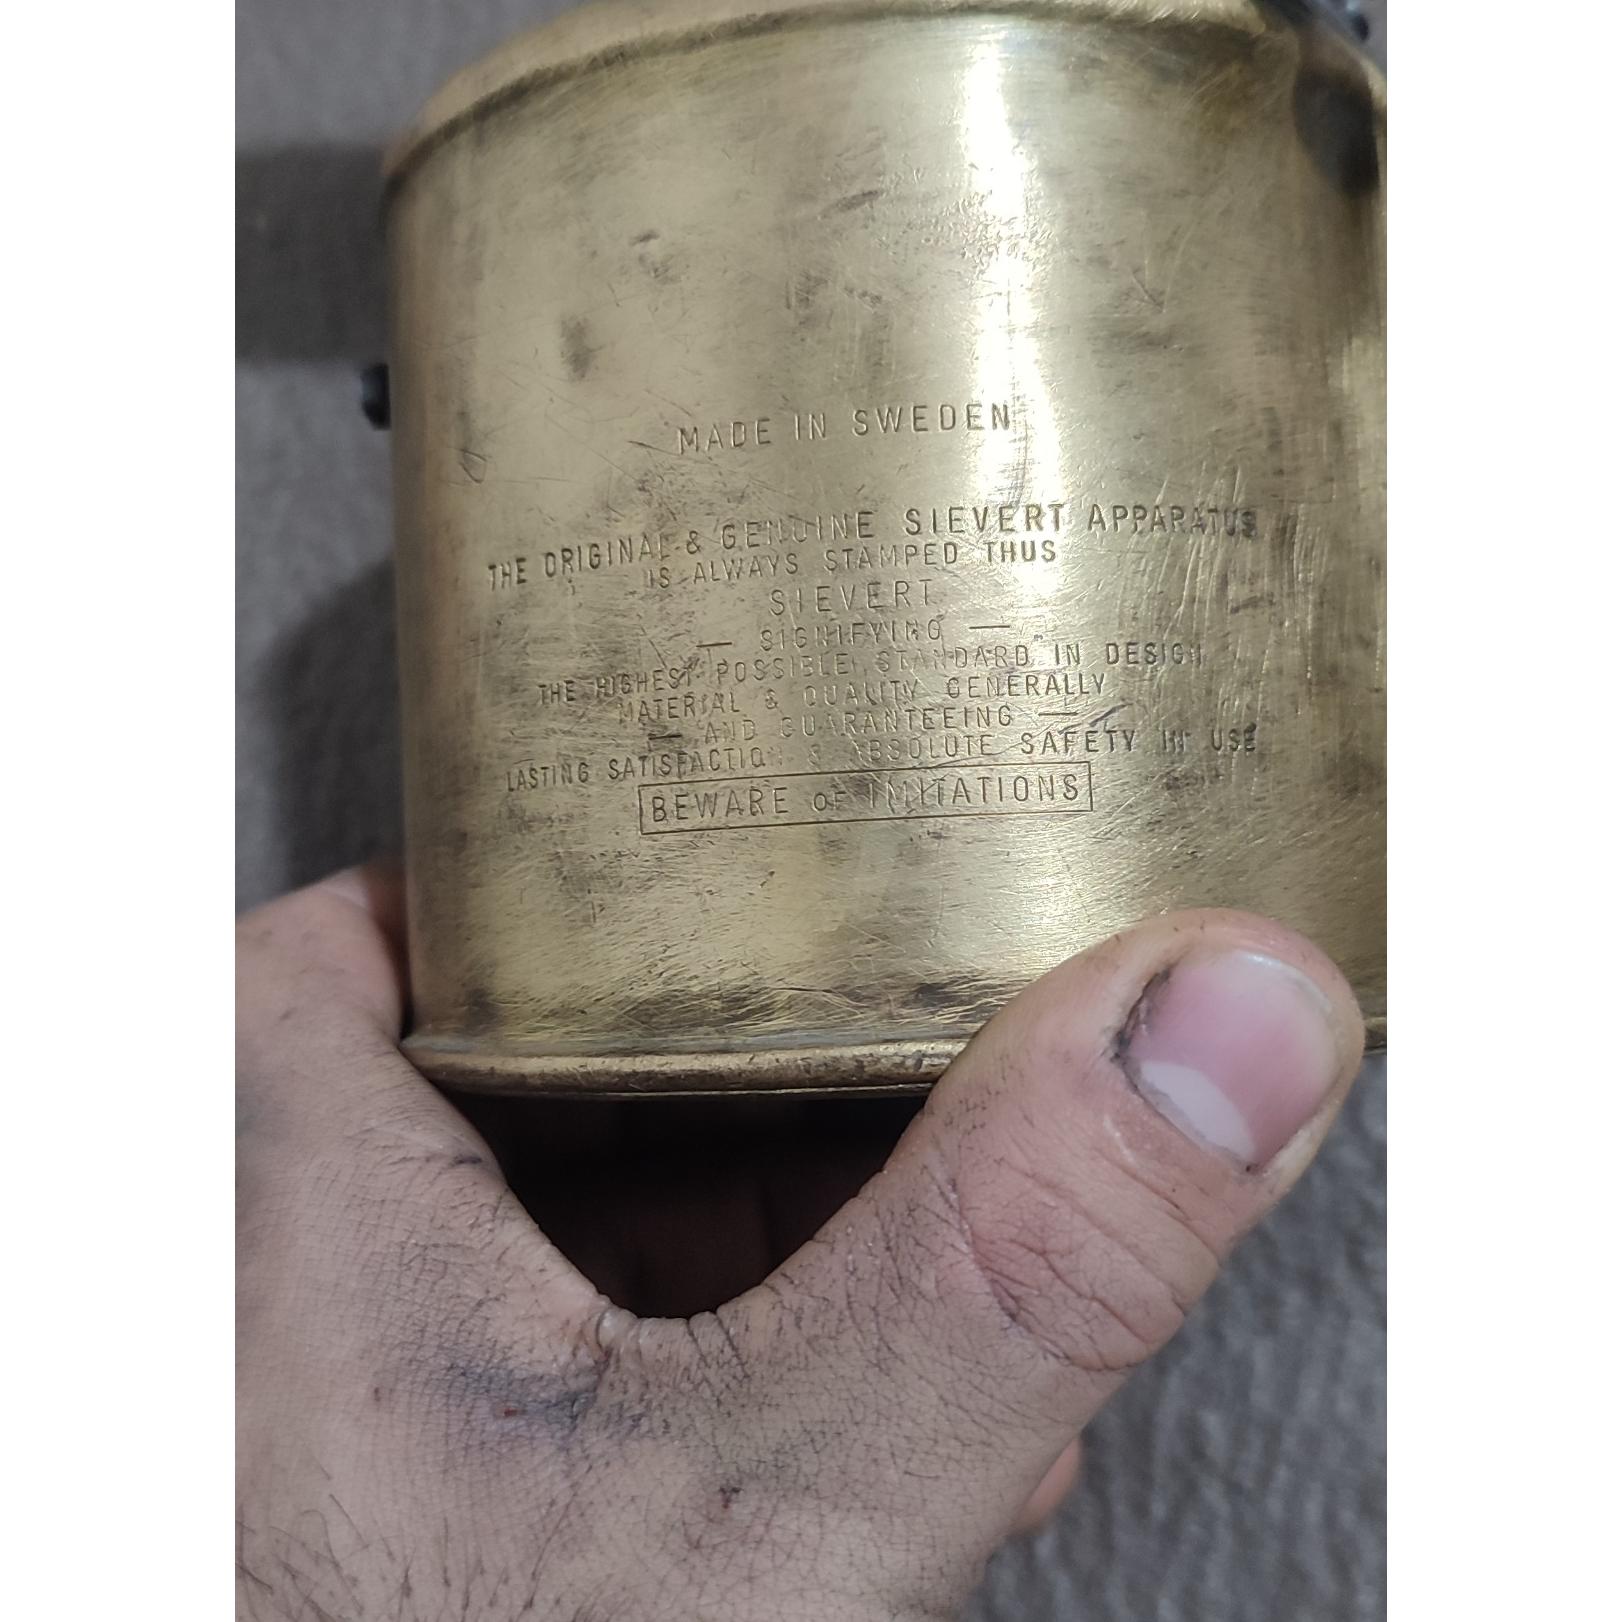 MADE IN SWEDEN
THE ORIGINAL & GENUINE SIEVERT APPARATUS
IS ALWAYS STAMPED THUS
SIEVERT
— SIGNIFYING —
THE HIGHEST POSSIBLE STANDARD IN DESIGN
MATERIAL & QUALITY GENERALLY
— AND GUARANTEEING —
LASTING SATISFACTION & ABSOLUTE SAFETY IN USE
BEWARE OF IMITATIONS